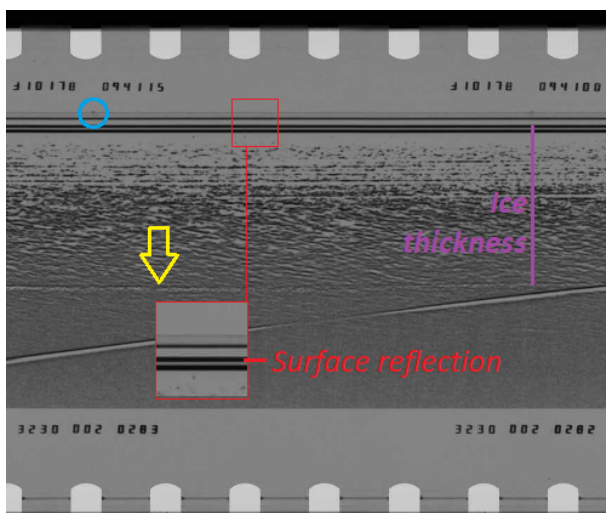 310178 094115 310178 094100
ice
thickness
Surface reflection
3230 002 0283 3230 002 0282